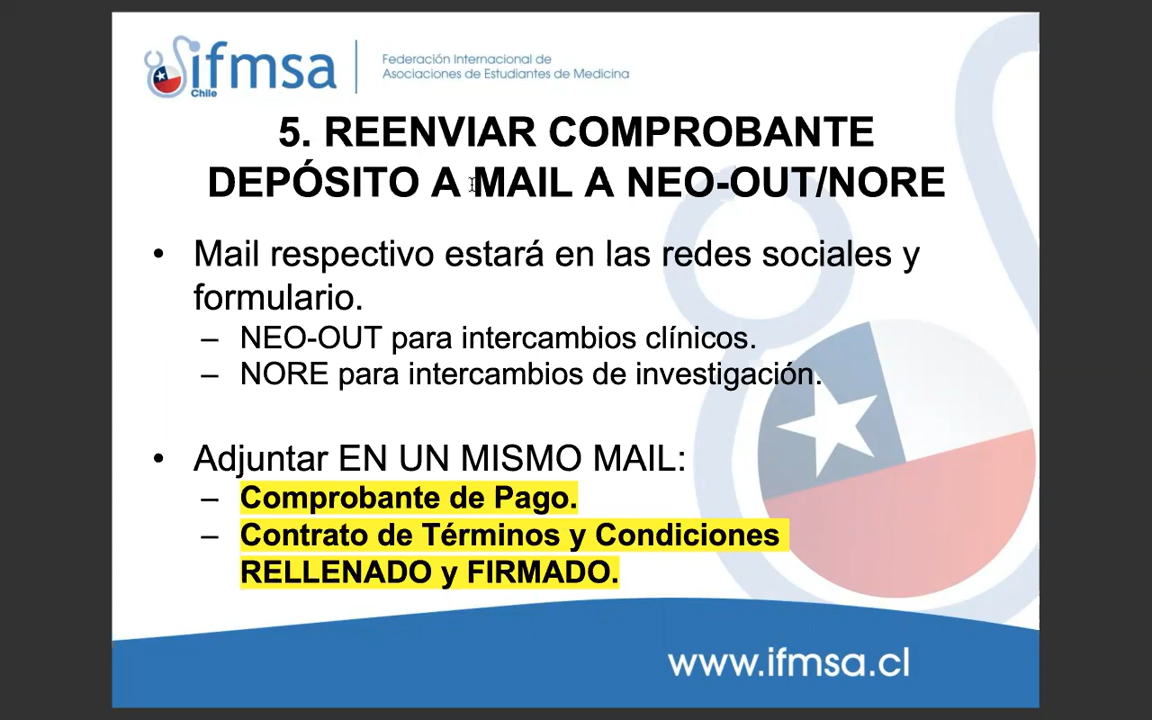 ifmsa
Chile
Federación Internacional de
Asociaciones de Estudiantes de Medicina
5. REENVIAR COMPROBANTE
DEPÓSITO A MAIL A NEO-OUT/NORE
• Mail respectivo estará en las redes sociales y
formulario.
– NEO-OUT para intercambios clínicos.
– NORE para intercambios de investigación.
• Adjuntar EN UN MISMO MAIL:
– Comprobante de Pago.
– Contrato de Términos y Condiciones
RELLENADO y FIRMADO.
www.ifmsa.cl